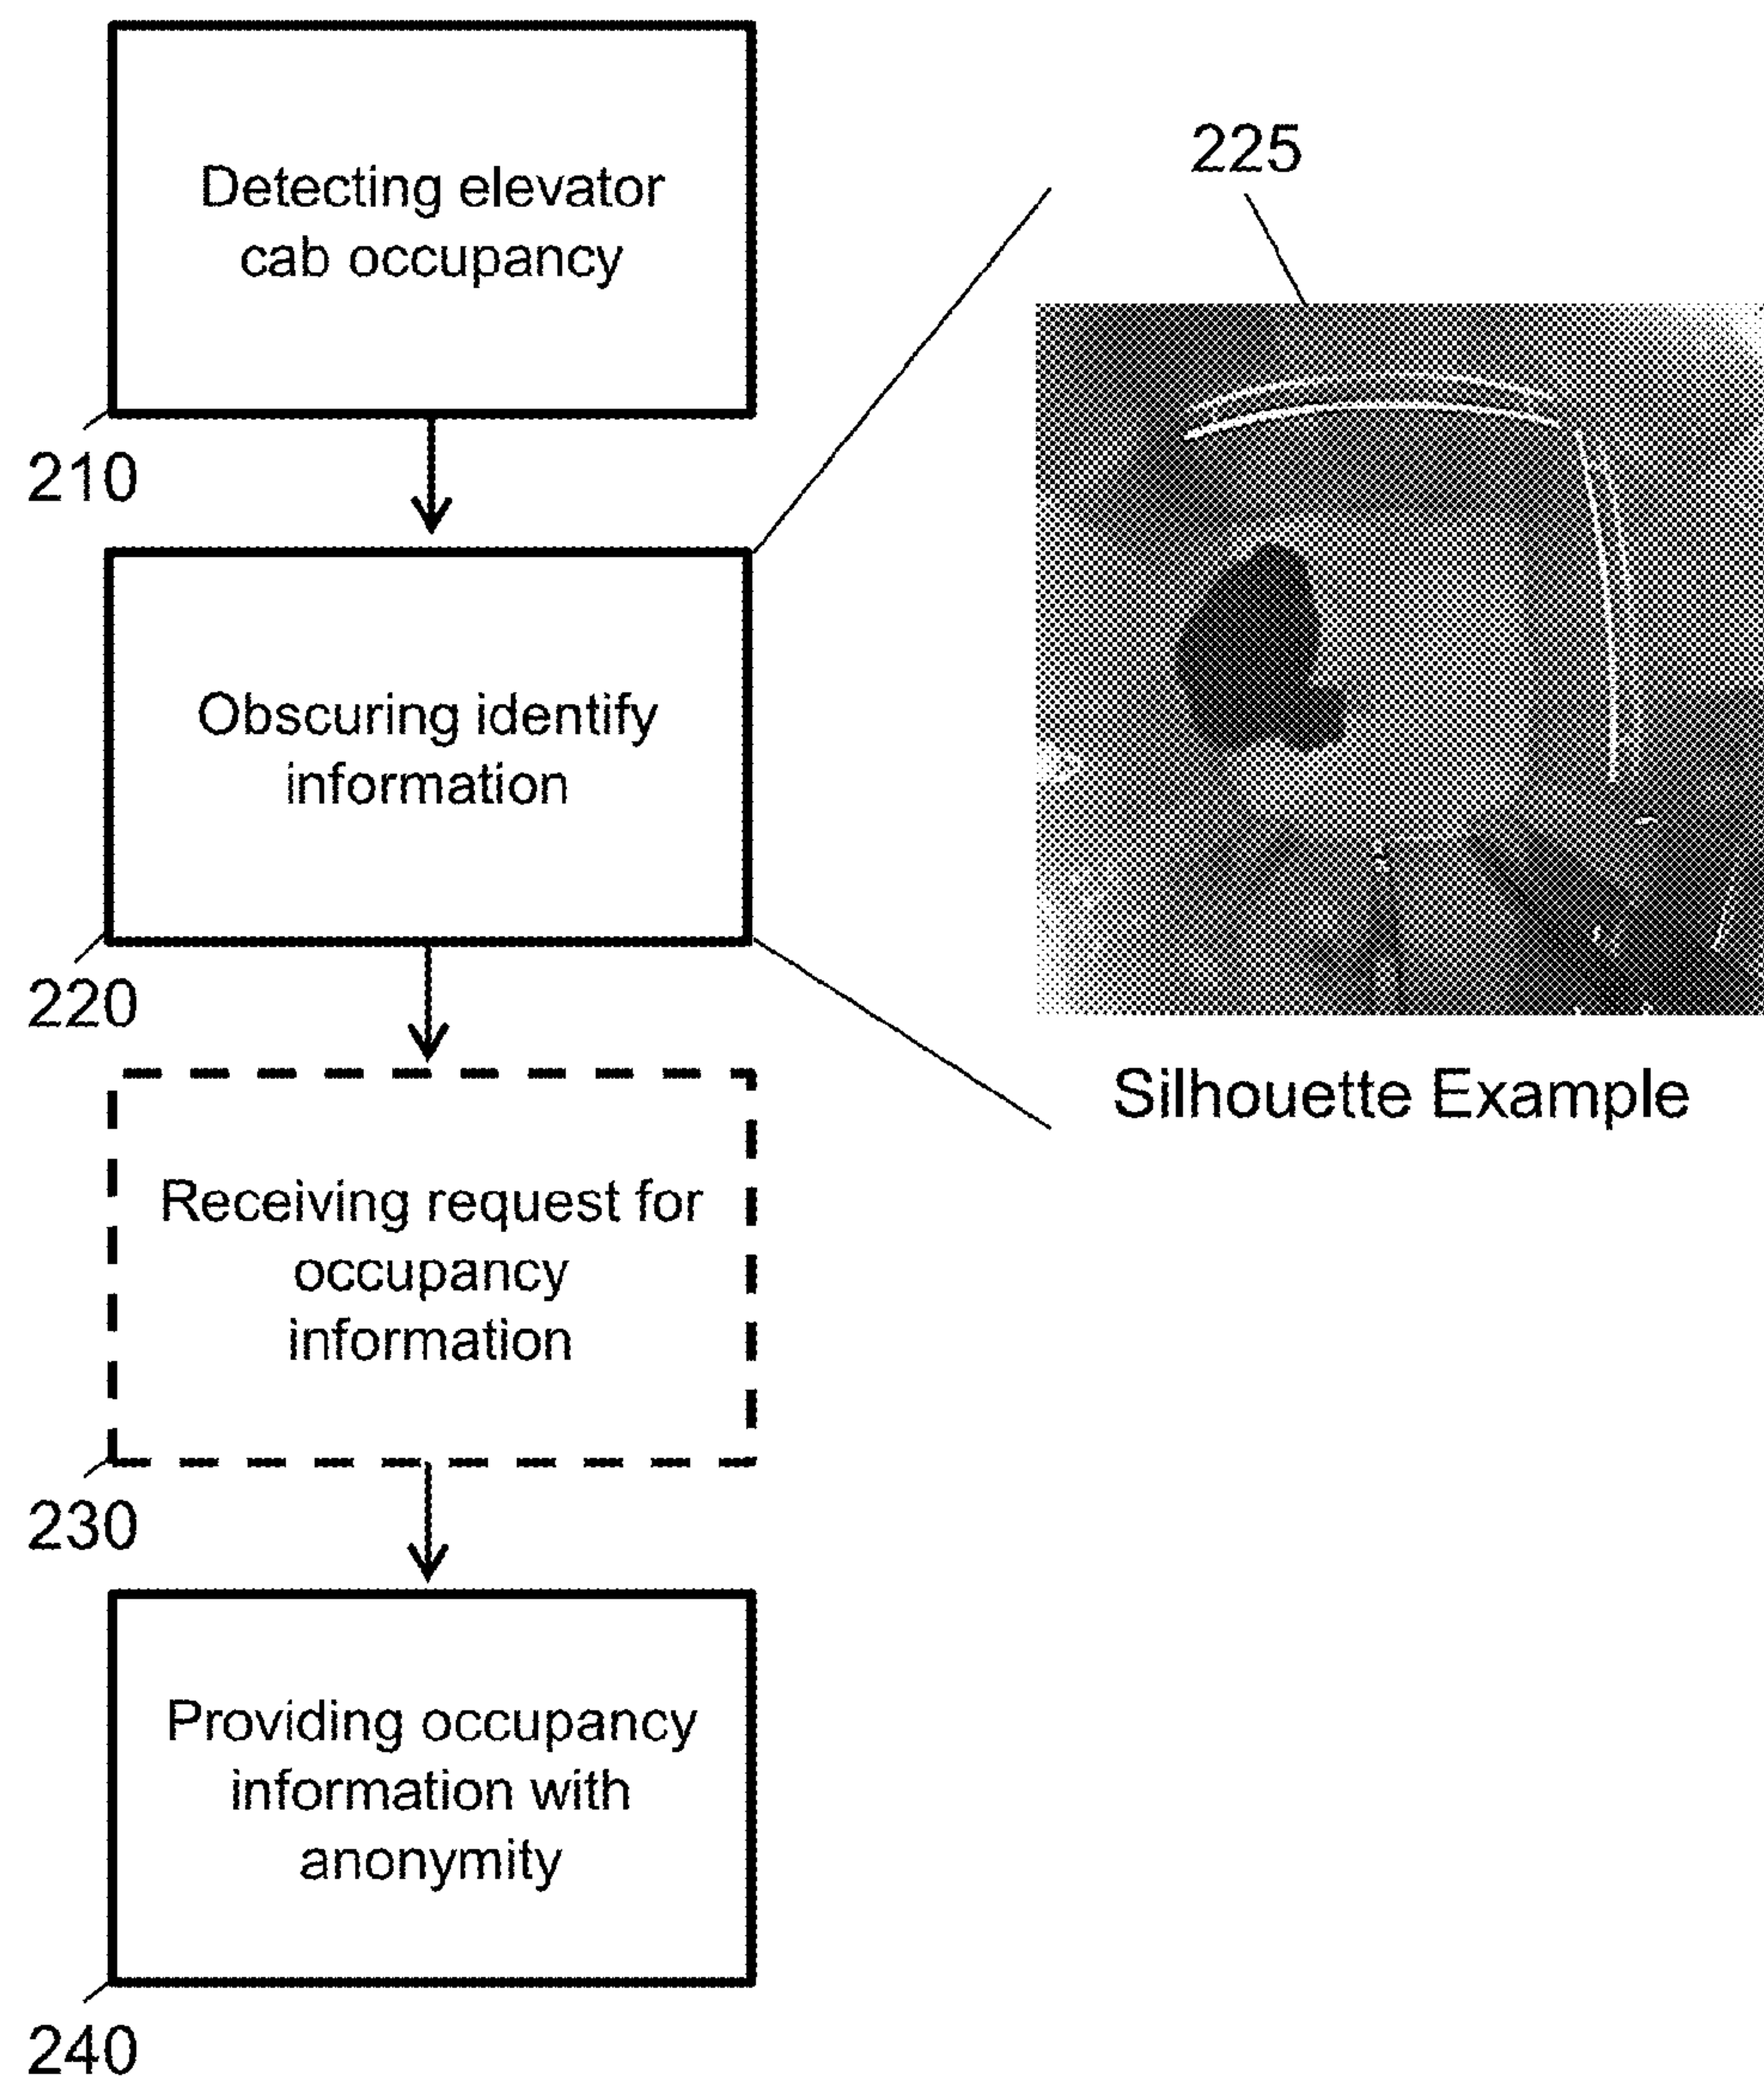 Detecting elevator
cab occupancy
210
225
Obscuring identify
information
220
Silhouette Example
Receiving request for
occupancy
information
230
Providing occupancy
information with
anonymity
240